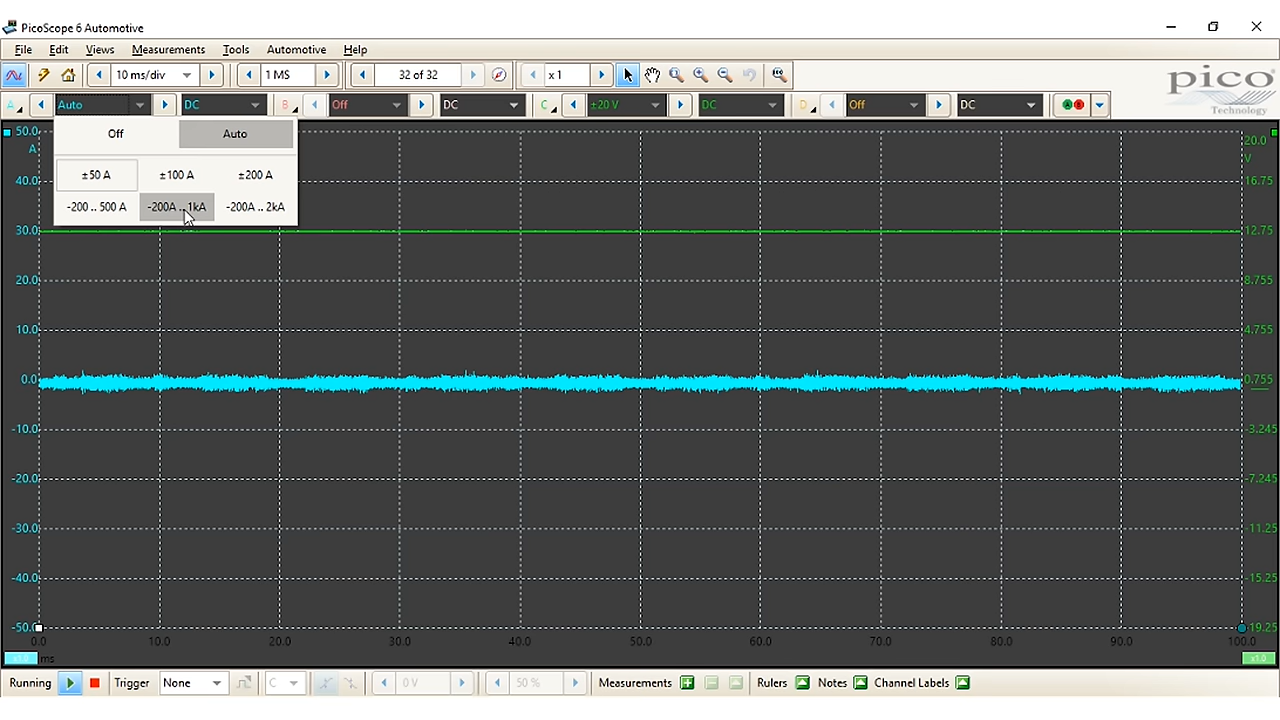 PicoScope 6 Automotive
File Edit Views Measurements Tools Automotive Help
10 ms/div 1 MS 32 of 32 x 1
pico
Technology
A Auto DC B Off DC C ±20 V DC D Off DC A B
Off Auto
±50 A ±100 A ±200 A
-200 .. 500 A -200A .. 1kA -200A .. 2kA
50.0 20.0
A V
40.0 16.75
30.0 12.75
20.0 8.755
10.0 4.755
0.0 0.755
-10.0 -3.245
-20.0 -7.245
-30.0 -11.25
-40.0 -15.25
-50.0 -19.25
0.0 10.0 20.0 30.0 40.0 50.0 60.0 70.0 80.0 90.0 100.0
x1.0 ms x1.0
Running Trigger None C 0 V 50 % Measurements Rulers Notes Channel Labels